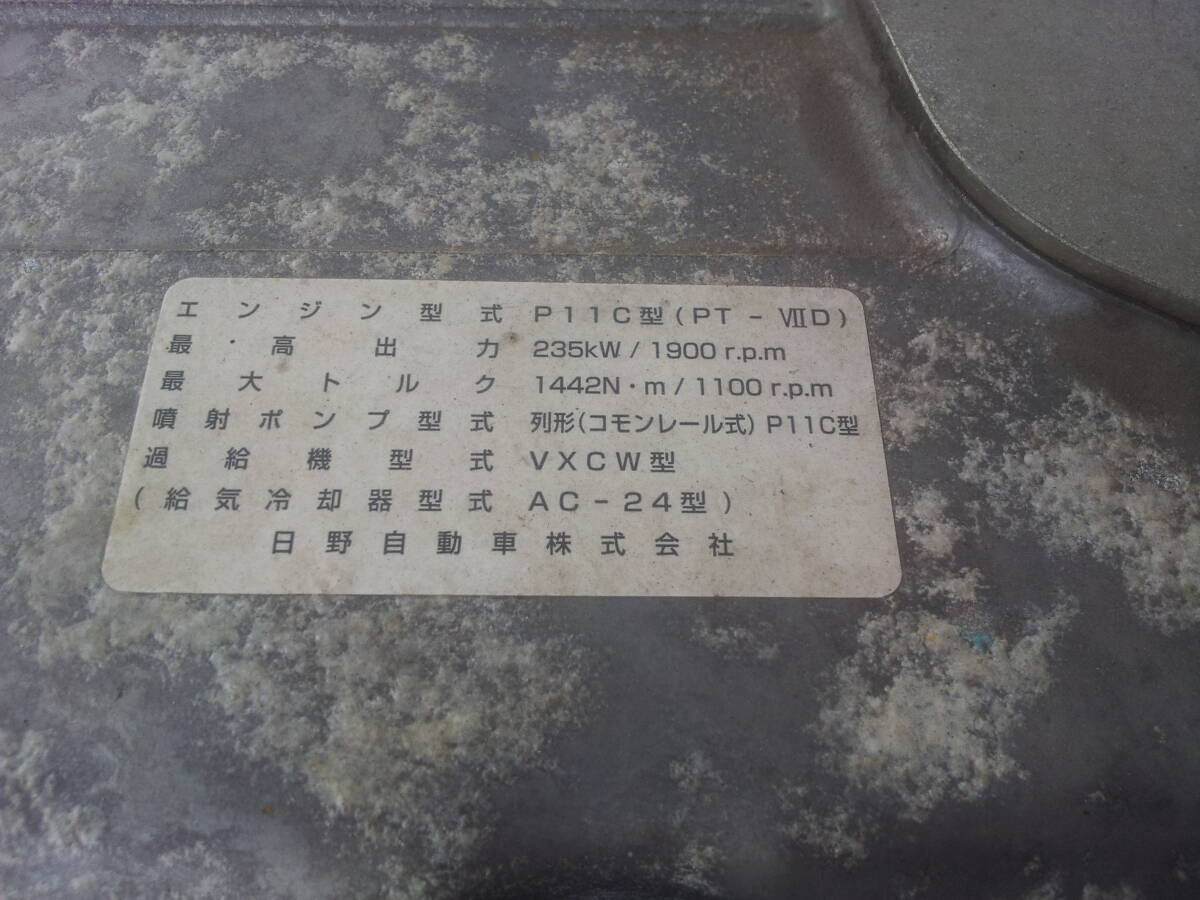 エンジン型式 P11C型(PT-ⅦD)
最・高出力 235kW/1900r.p.m
最大トルク 1442N・m/1100r.p.m
噴射ポンプ型式 列形(コモンレール式)P11C型
過給機型式 VXCW型
(給気冷却器型式 AC-24型)
日野自動車株式会社